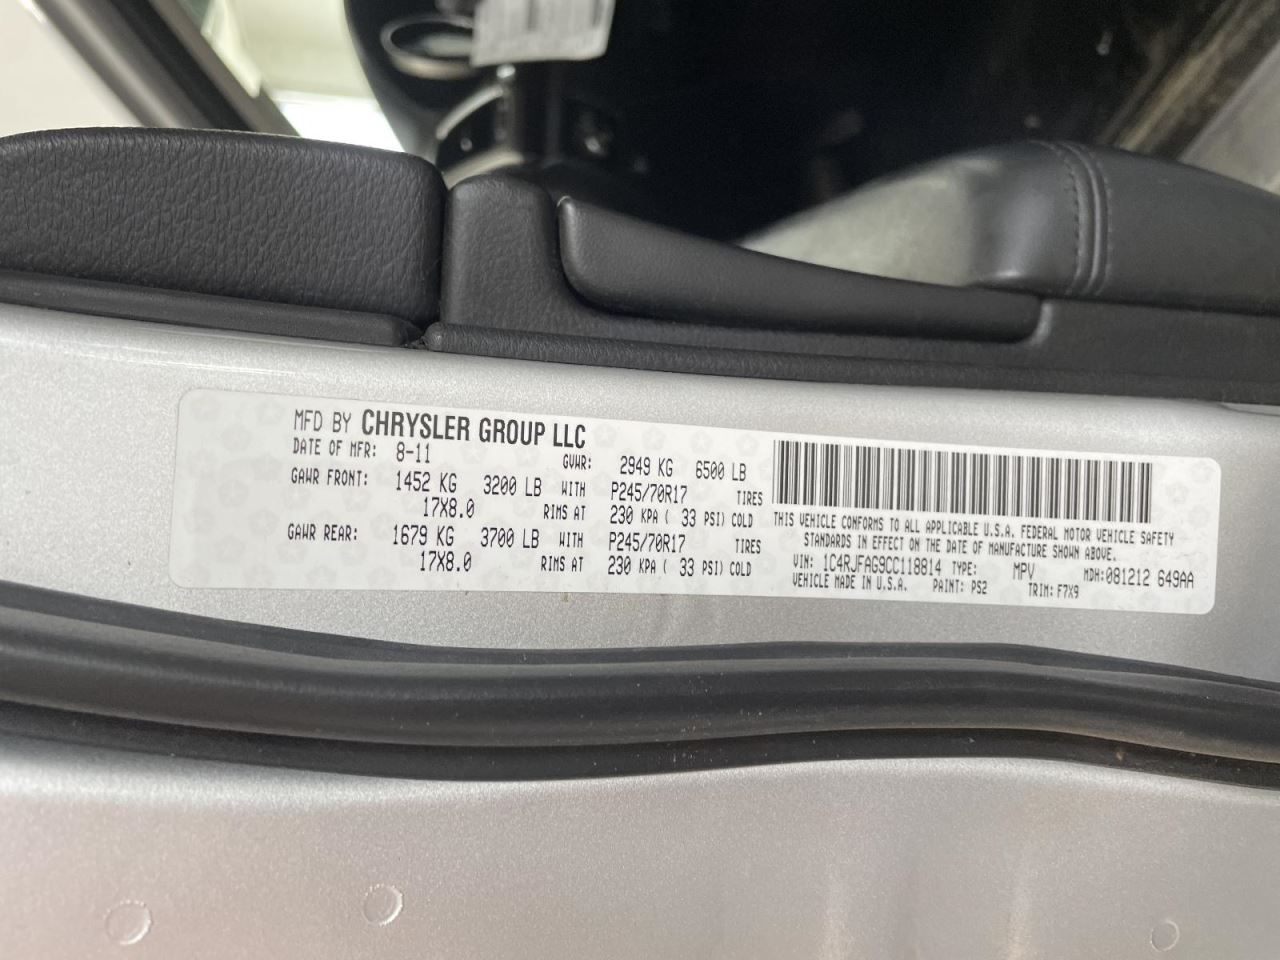 MFD BY CHRYSLER GROUP LLC
DATE OF MFR: 8-11 GVWR: 2949 KG 6500 LB
GAWR FRONT: 1452 KG 3200 LB WITH P245/70R17 TIRES
17X8.0 RIMS AT 230 KPA ( 33 PSI) COLD
GAWR REAR: 1679 KG 3700 LB WITH P245/70R17 TIRES
17X8.0 RIMS AT 230 KPA ( 33 PSI) COLD
THIS VEHICLE CONFORMS TO ALL APPLICABLE U.S.A. FEDERAL MOTOR VEHICLE SAFETY
STANDARDS IN EFFECT ON THE DATE OF MANUFACTURE SHOWN ABOVE.
VIN: 1C4RJFAG9CC118814 TYPE: MPV MDH:081212 649AA
VEHICLE MADE IN U.S.A. PAINT: PS2 TRIM: F7X9